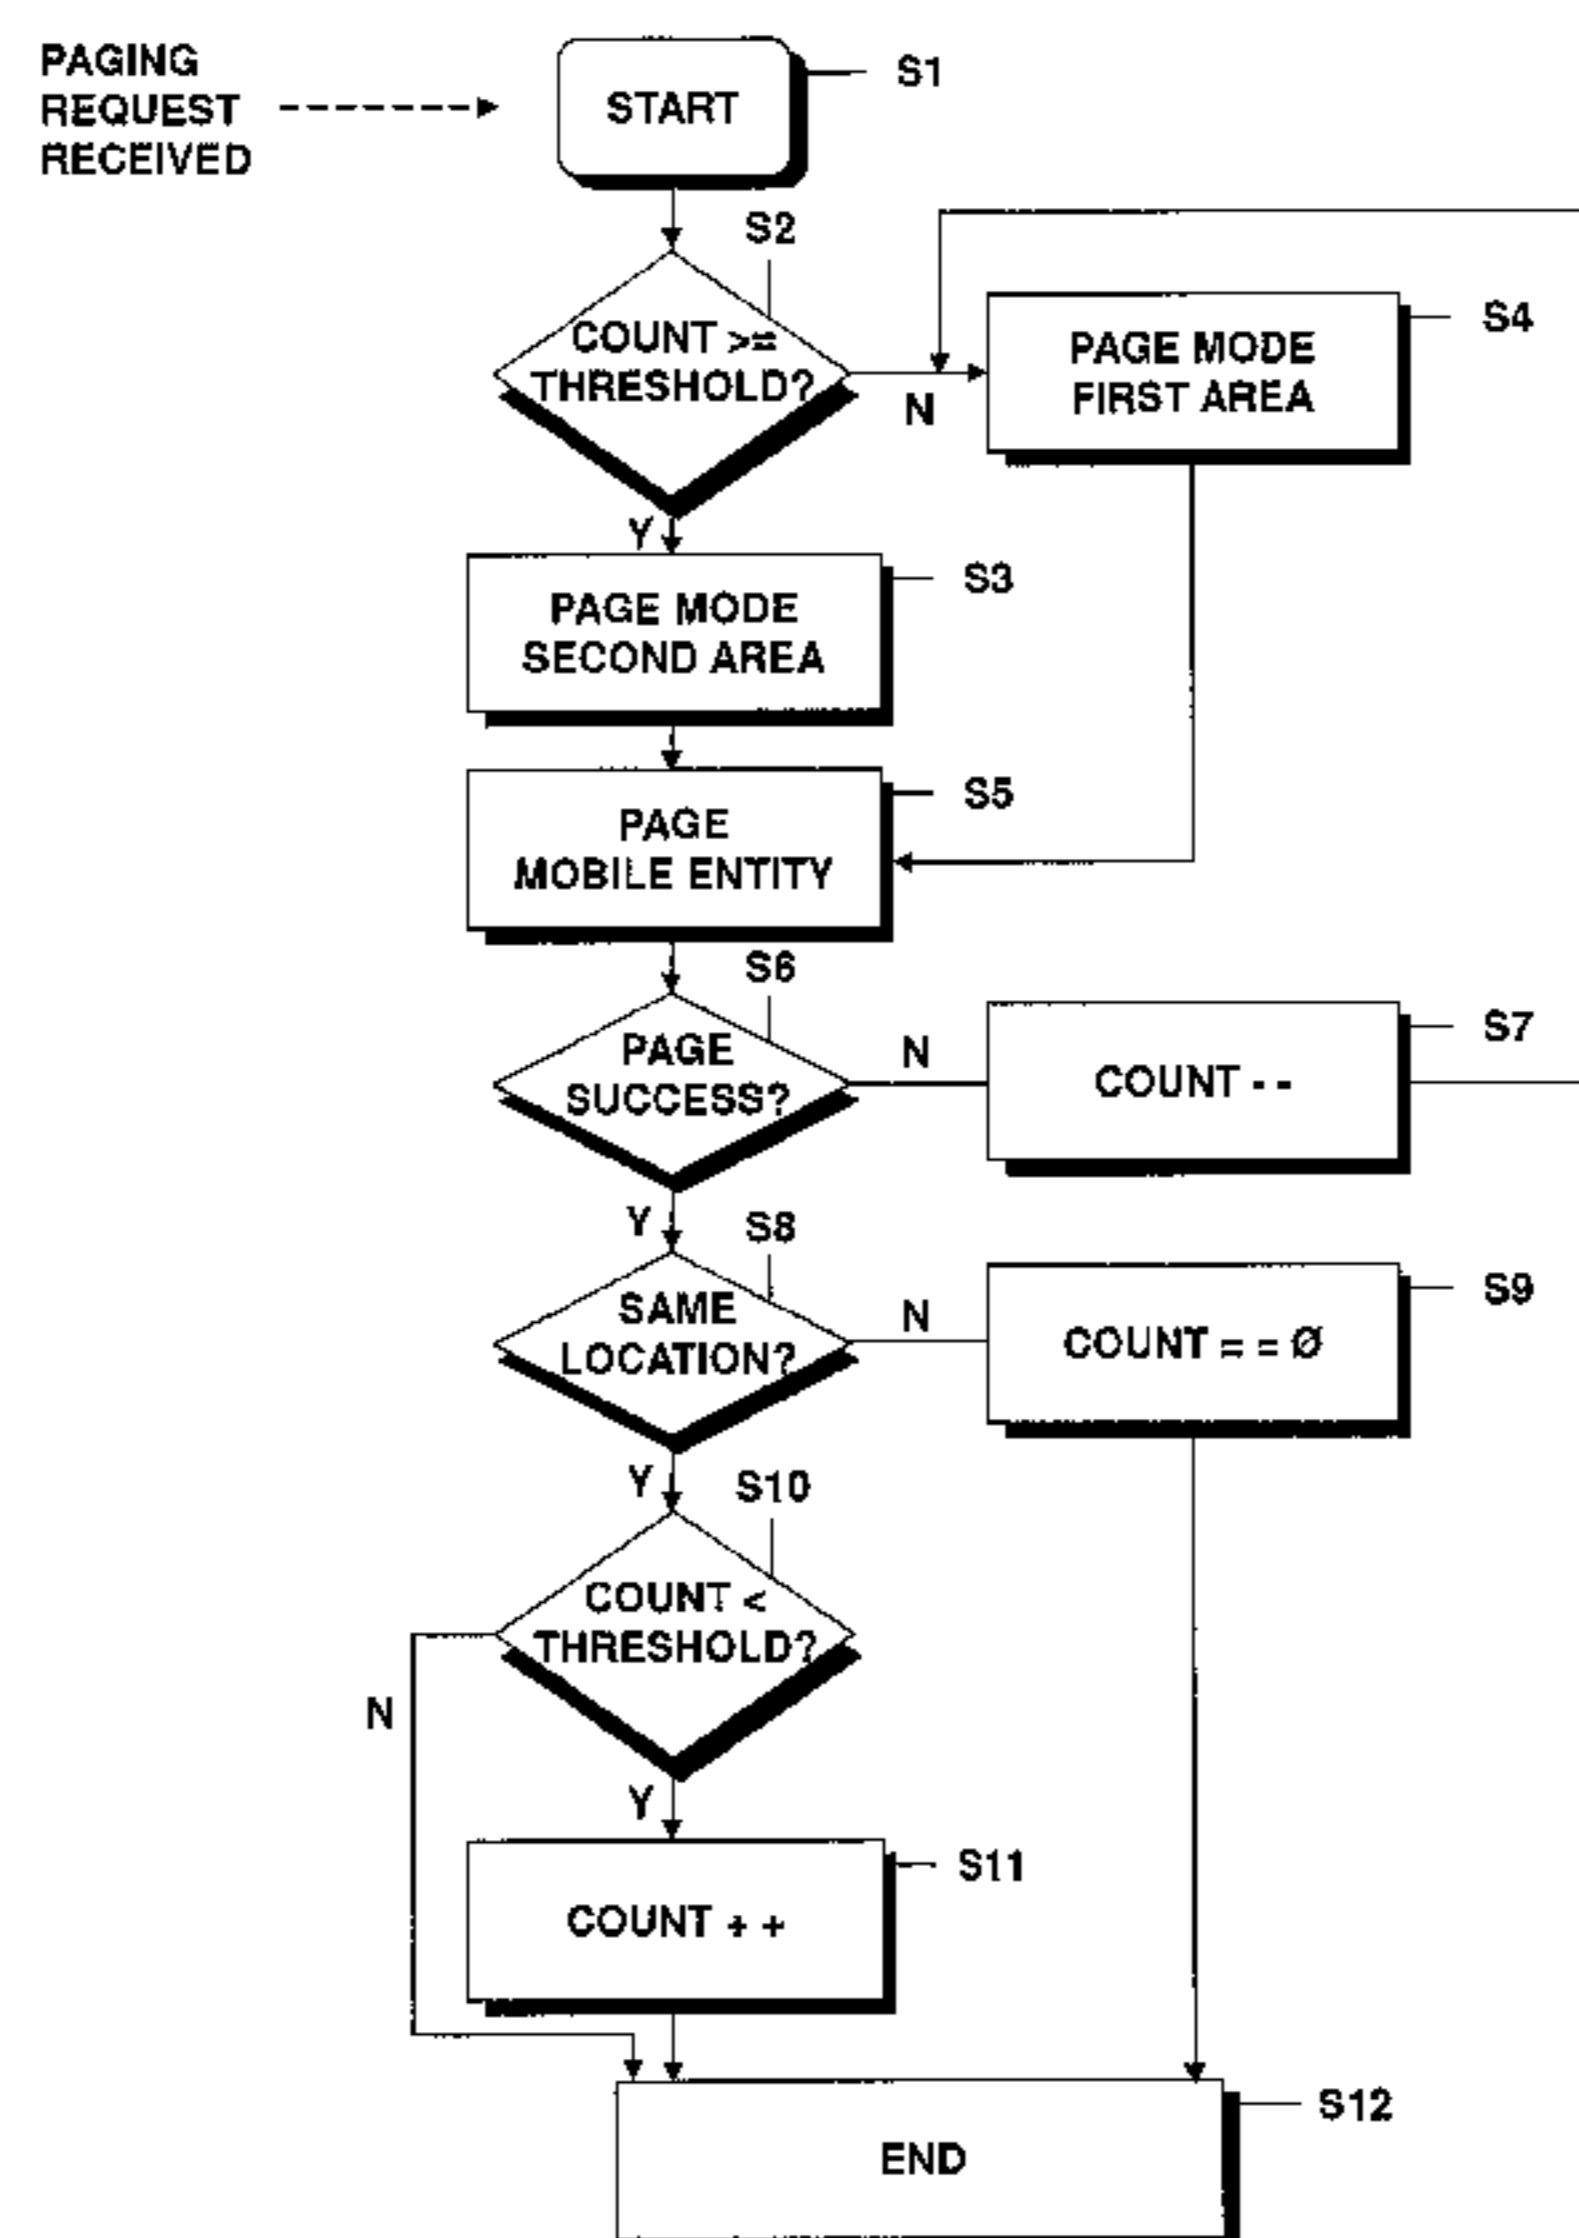 PAGING
REQUEST
RECEIVED
START
S1
S2
COUNT >=
THRESHOLD?
N
S4
PAGE MODE
FIRST AREA
Y
S3
PAGE MODE
SECOND AREA
S5
PAGE
MOBILE ENTITY
S6
PAGE
SUCCESS?
N
S7
COUNT - -
Y
S8
SAME
LOCATION?
N
S9
COUNT = = Ø
Y
S10
COUNT <
THRESHOLD?
N
Y
S11
COUNT + +
S12
END